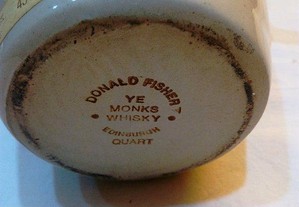 DONALD FISHER
YE
MONKS
WHISKY
EDINBURGH
QUART